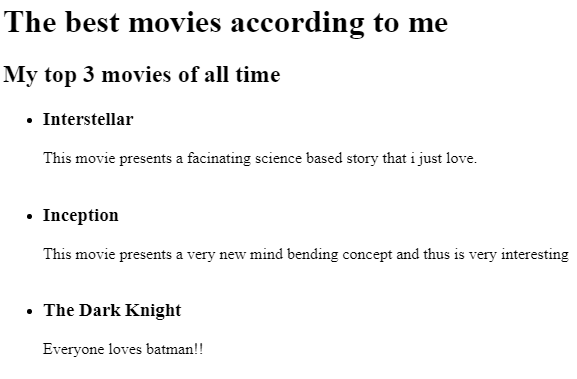 The best movies according to me
My top 3 movies of all time
Interstellar
This movie presents a facinating science based story that i just love.
Inception
This movie presents a very new mind bending concept and thus is very interesting
The Dark Knight
Everyone loves batman!!